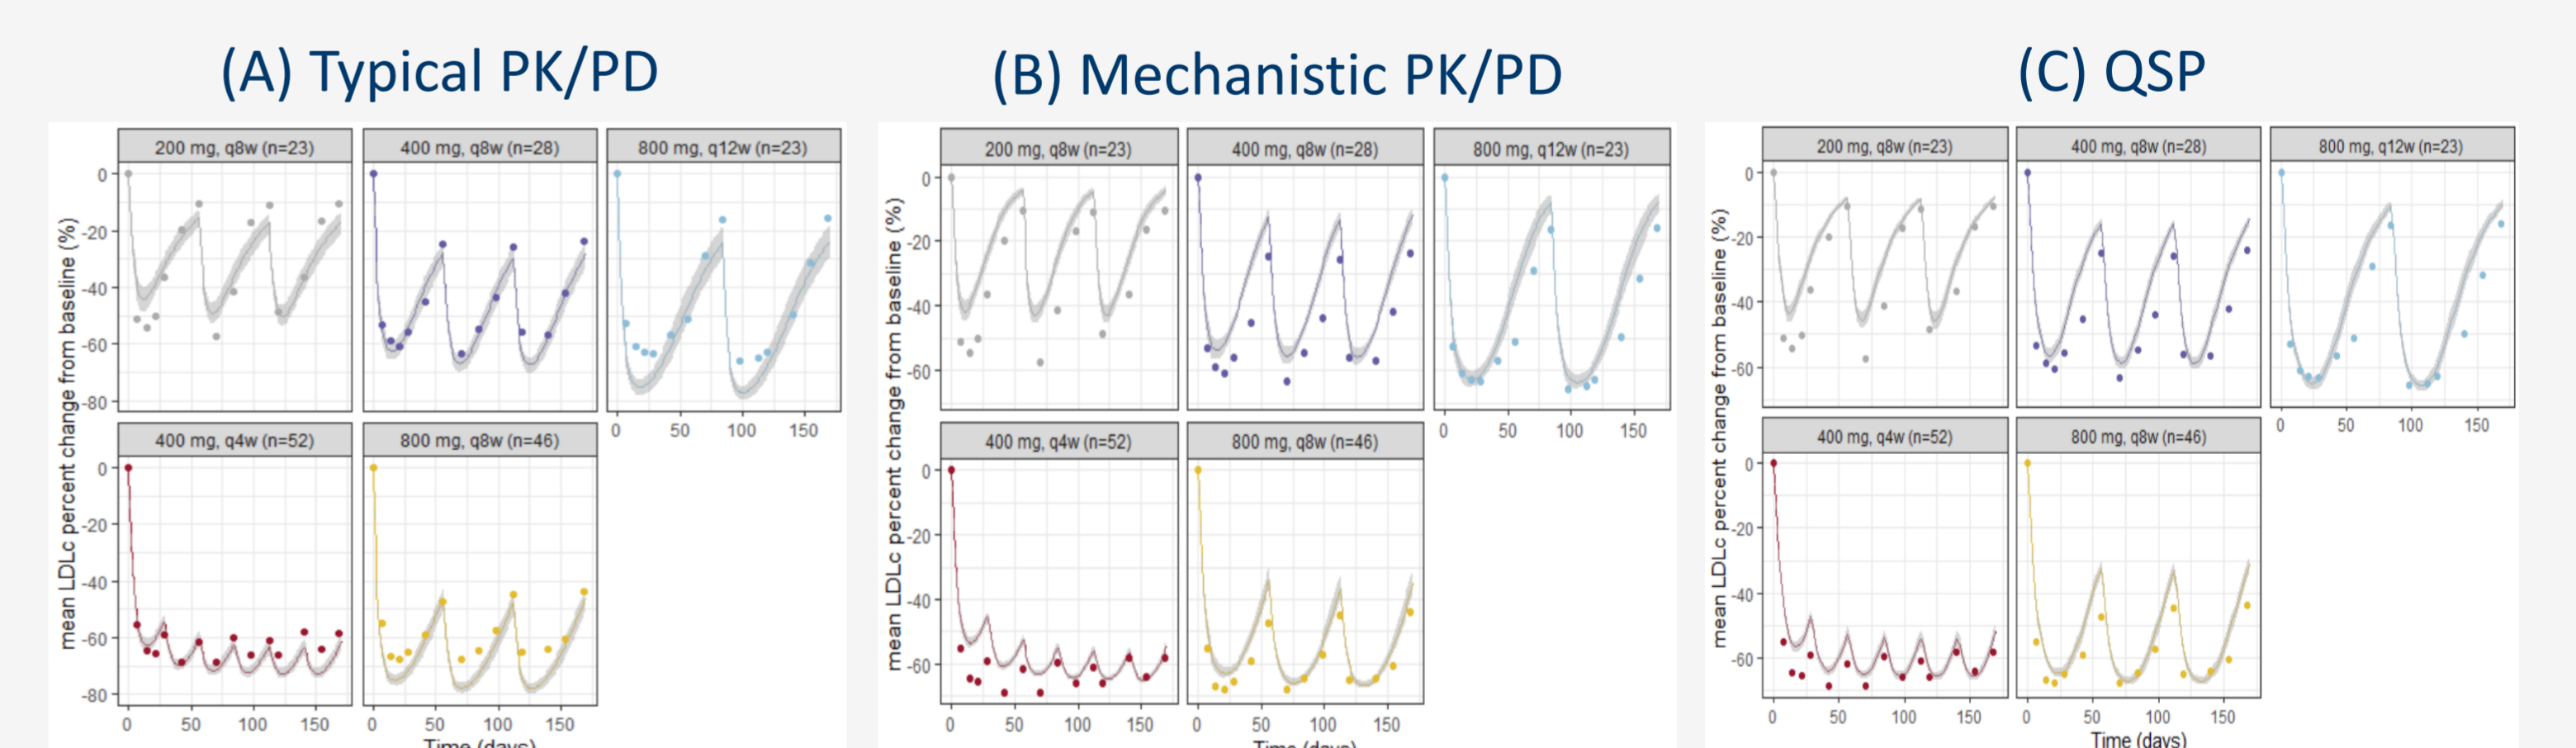 (A) Typical PK/PD
mean LDLc percent change from baseline (%)
200 mg, q8w (n=23)
400 mg, q8w (n=28)
800 mg, q12w (n=23)
0
-20
-40
-60
-80
0 50 100 150
400 mg, q4w (n=52)
800 mg, q8w (n=46)
0
-20
-40
-60
-80
0 50 100 150
0 50 100 150
Time (days)
(B) Mechanistic PK/PD
mean LDLc percent change from baseline (%)
200 mg, q8w (n=23)
400 mg, q8w (n=28)
800 mg, q12w (n=23)
0
-20
-40
-60
0 50 100 150
400 mg, q4w (n=52)
800 mg, q8w (n=46)
0
-20
-40
-60
0 50 100 150
0 50 100 150
Time (days)
(C) QSP
mean LDLc percent change from baseline (%)
200 mg, q8w (n=23)
400 mg, q8w (n=28)
800 mg, q12w (n=23)
0
-20
-40
-60
0 50 100 150
400 mg, q4w (n=52)
800 mg, q8w (n=46)
0
-20
-40
-60
0 50 100 150
0 50 100 150
Time (days)